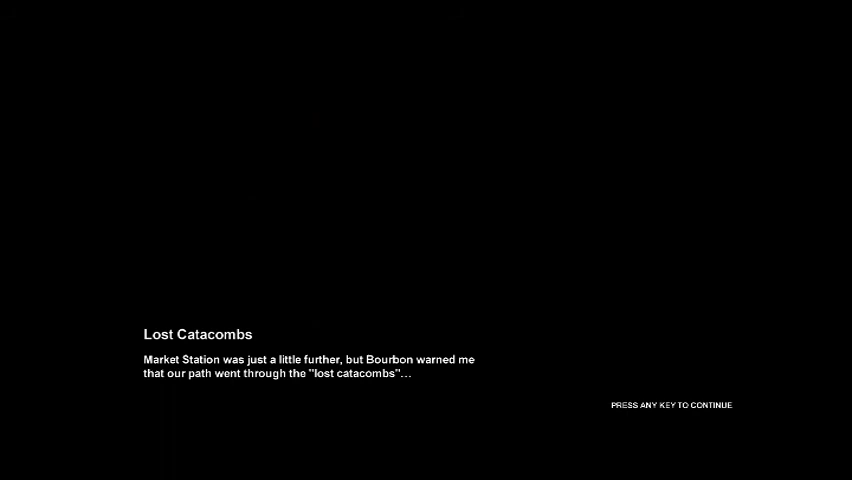 Lost Catacombs
Market Station was just a little further, but Bourbon warned me
that our path went through the "lost catacombs"...
PRESS ANY KEY TO CONTINUE